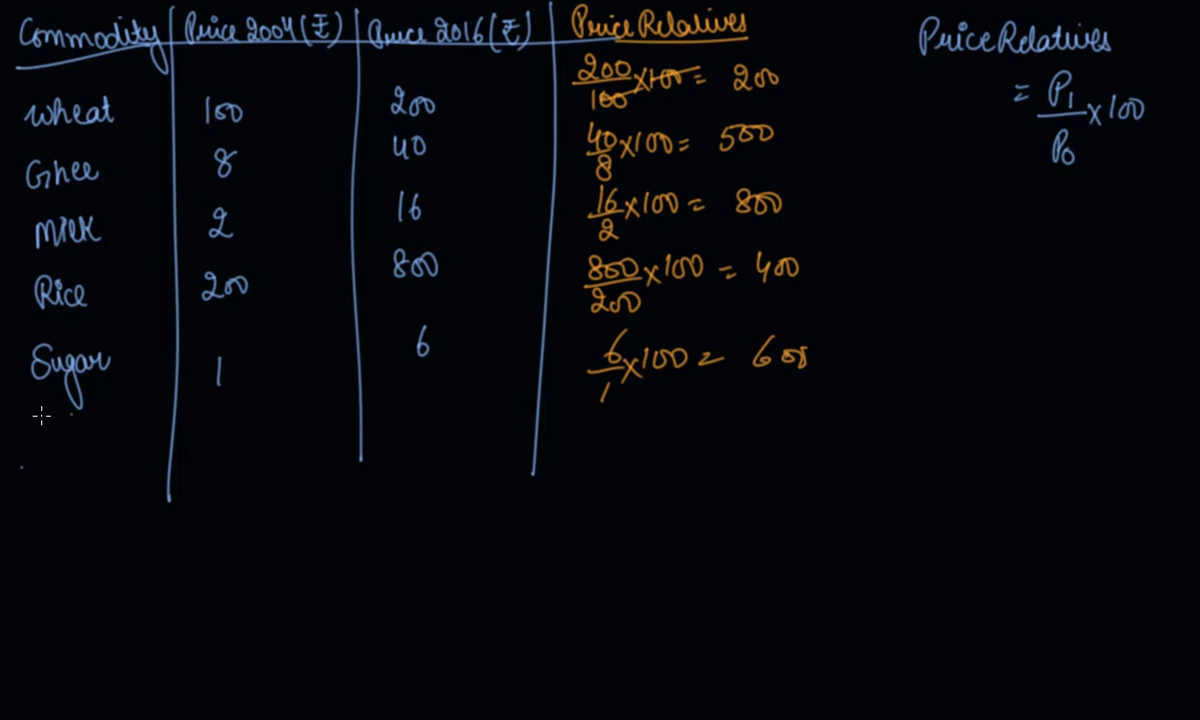 Commodity Price 2004 (₹) Price 2016 (₹) Price Relatives
Wheat 100 200 200/100 × 100 = 200
Ghee 8 40 40/8 × 100 = 500
Milk 2 16 16/2 × 100 = 800
Rice 200 800 800/200 × 100 = 400
Sugar 1 6 6/1 × 100 = 600
Price Relatives
= P₁/P₀ × 100